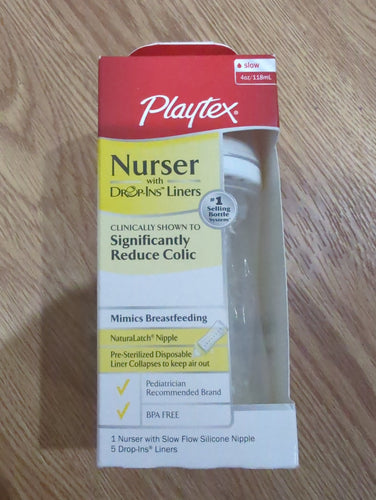 slow
4oz/118mL
Playtex®
Nurser
with
DROP-INS™ Liners
#1
Selling
Bottle
System
CLINICALLY SHOWN TO
Significantly
Reduce Colic
Mimics Breastfeeding
NaturaLatch® Nipple
Pre-Sterilized Disposable
Liner Collapses to keep air out
Pediatrician
Recommended Brand
BPA FREE
1 Nurser with Slow Flow Silicone Nipple
5 Drop-Ins® Liners